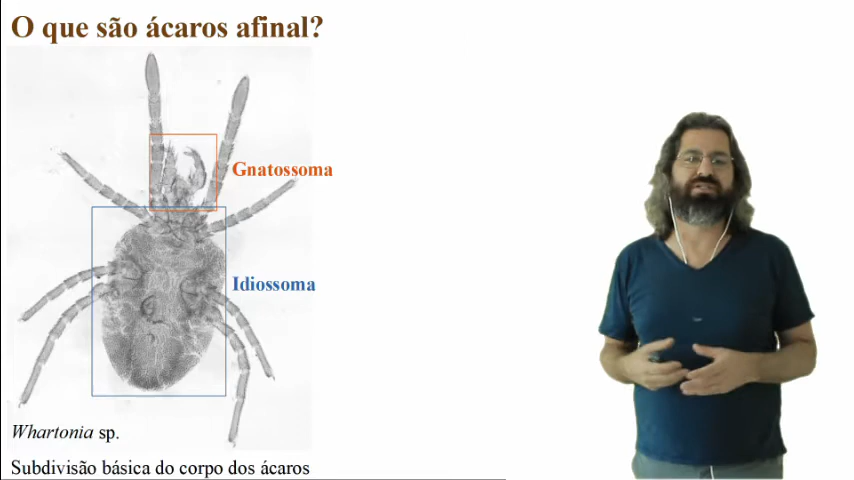 O que são ácaros afinal?
Gnatossoma
Idiossoma
Whartonia sp.
Subdivisão básica do corpo dos ácaros